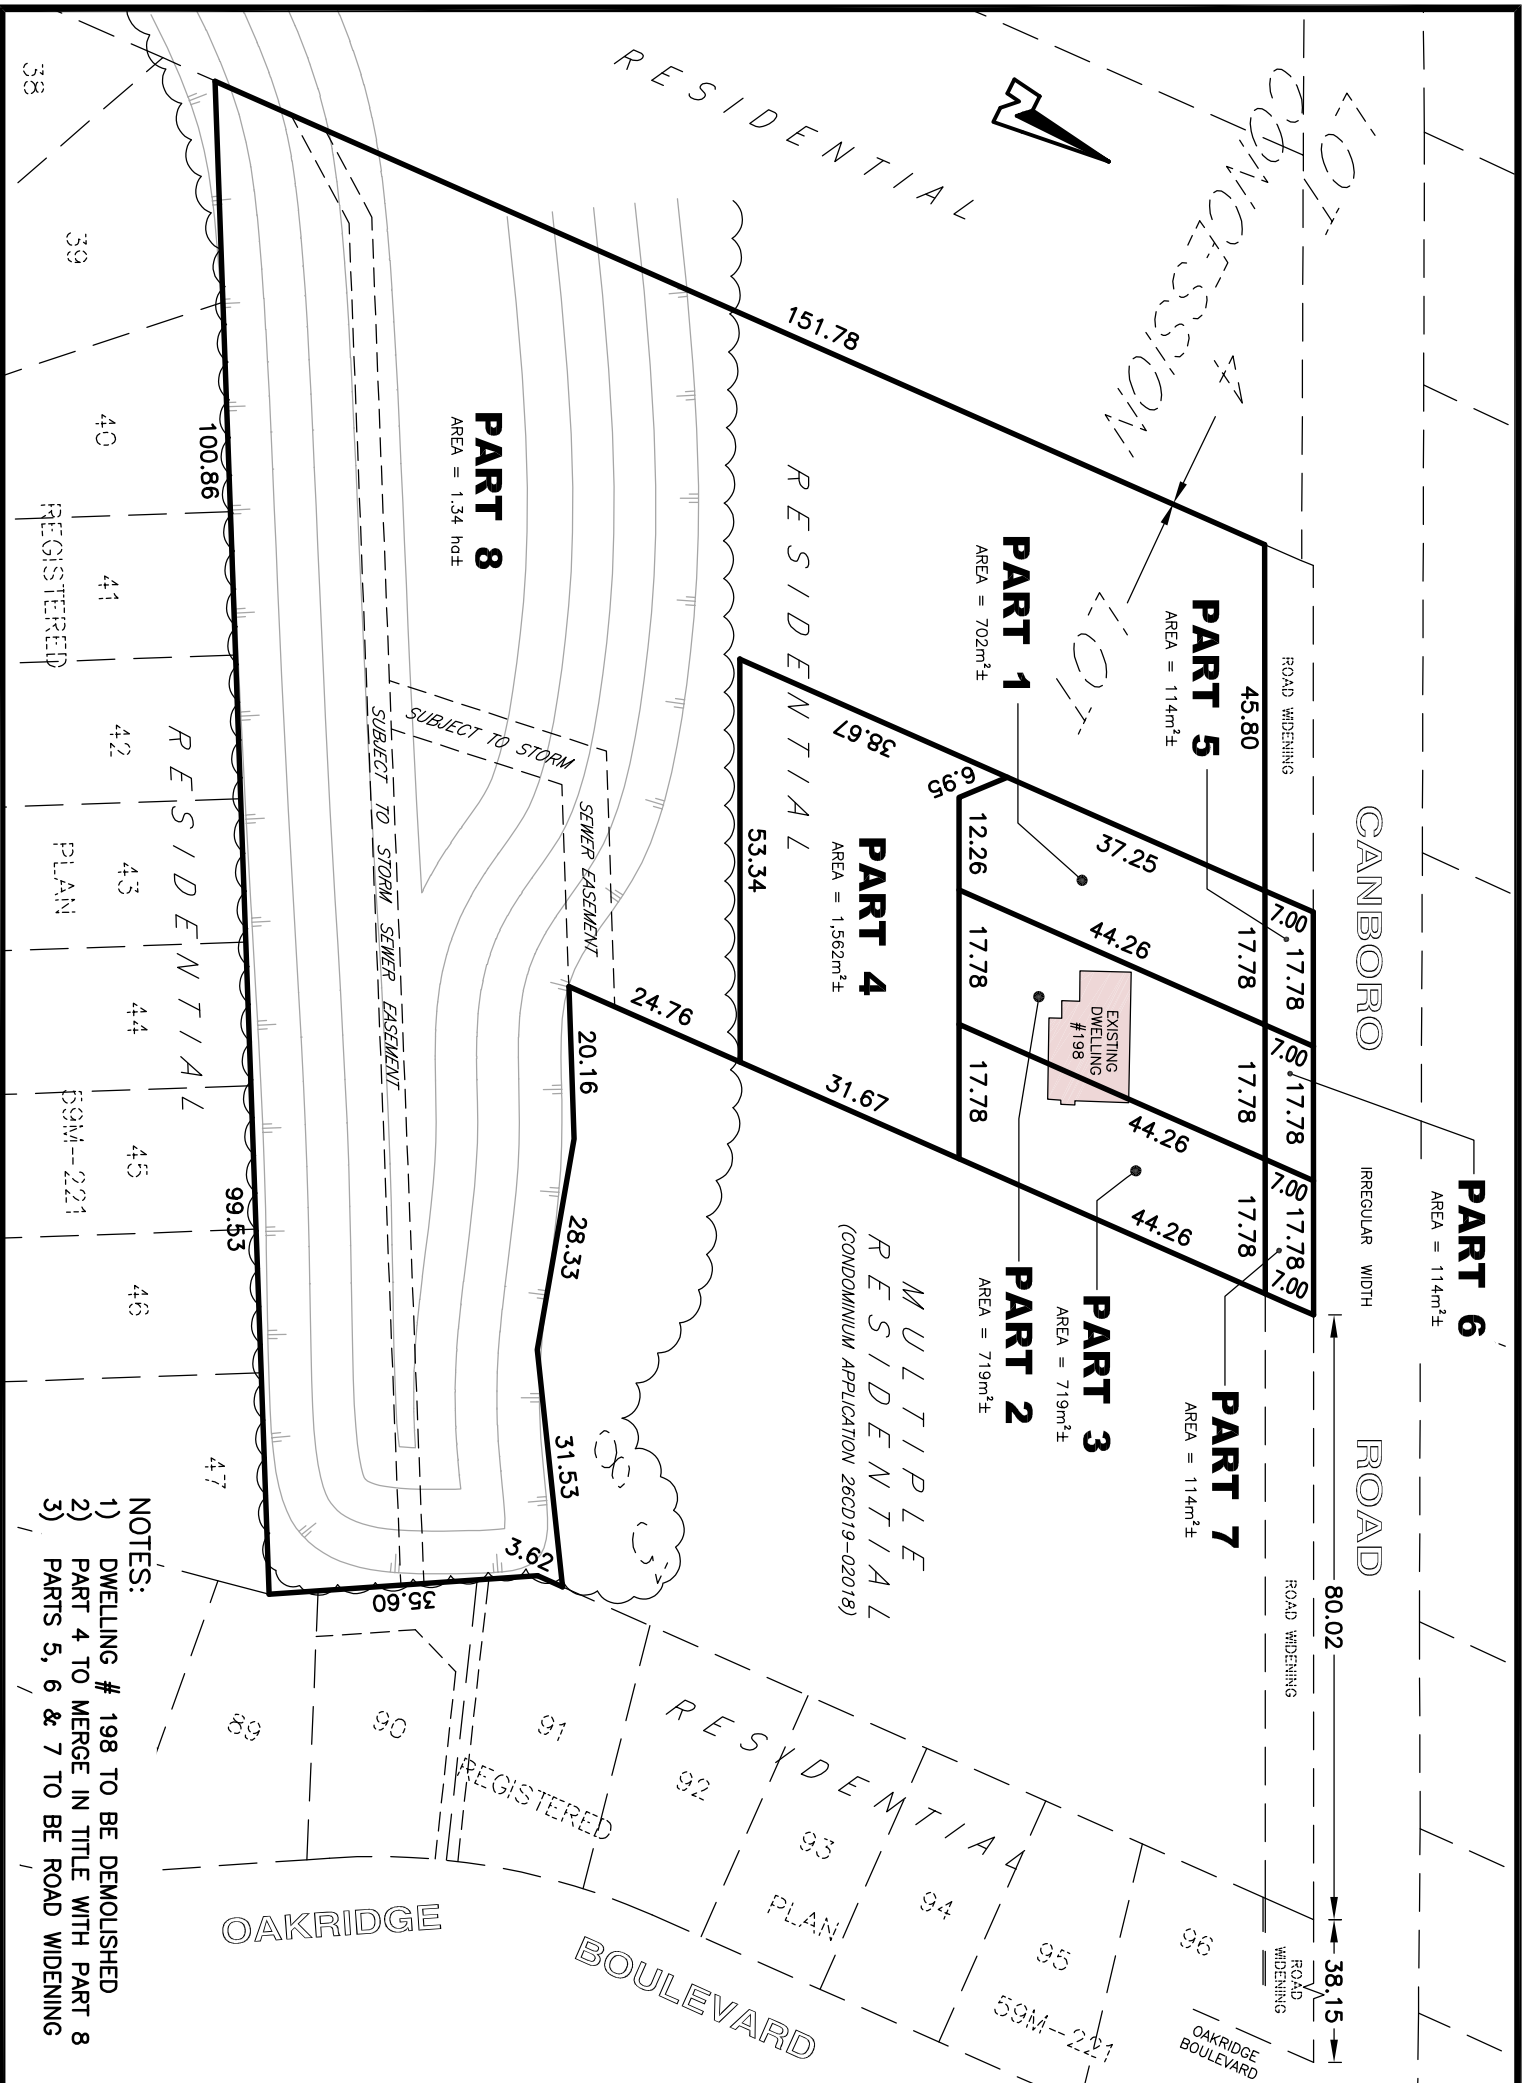 CANBORO ROAD
IRREGULAR WIDTH
ROAD WIDENING
ROAD WIDENING
ROAD
WIDENING
80.02
38.15
OAKRIDGE
BOULEVARD
LOT
CONCESSION
4
LOT
RESIDENTIAL
PART 6
AREA = 114m²±
PART 5
AREA = 114m²±
PART 7
AREA = 114m²±
PART 1
AREA = 702m²±
PART 3
AREA = 719m²±
PART 2
AREA = 719m²±
45.80
7.00
17.78
7.00
17.78
7.00
17.78
7.00
17.78
17.78
17.78
37.25
44.26
44.26
44.26
EXISTING
DWELLING
#198
6.95
12.26
17.78
17.78
38.67
31.67
PART 4
AREA = 1,562m²±
53.34
151.78
RESIDENTIAL
MULTIPLE
RESIDENTIAL
(CONDOMINIUM APPLICATION 26CD19-02018)
24.76
20.16
28.33
31.53
3.62
35.60
PART 8
AREA = 1.34 ha±
SUBJECT TO STORM
SEWER EASEMENT
SUBJECT TO STORM SEWER EASEMENT
100.86
99.53
RESIDENTIAL
38
39
40
41
42
43
44
45
46
47
REGISTERED PLAN 59M-221
RESIDENTIAL
89
90
91
92
93
94
95
96
REGISTERED PLAN 59M-221
OAKRIDGE BOULEVARD
NOTES:
1) DWELLING # 198 TO BE DEMOLISHED
2) PART 4 TO MERGE IN TITLE WITH PART 8
3) PARTS 5, 6 & 7 TO BE ROAD WIDENING